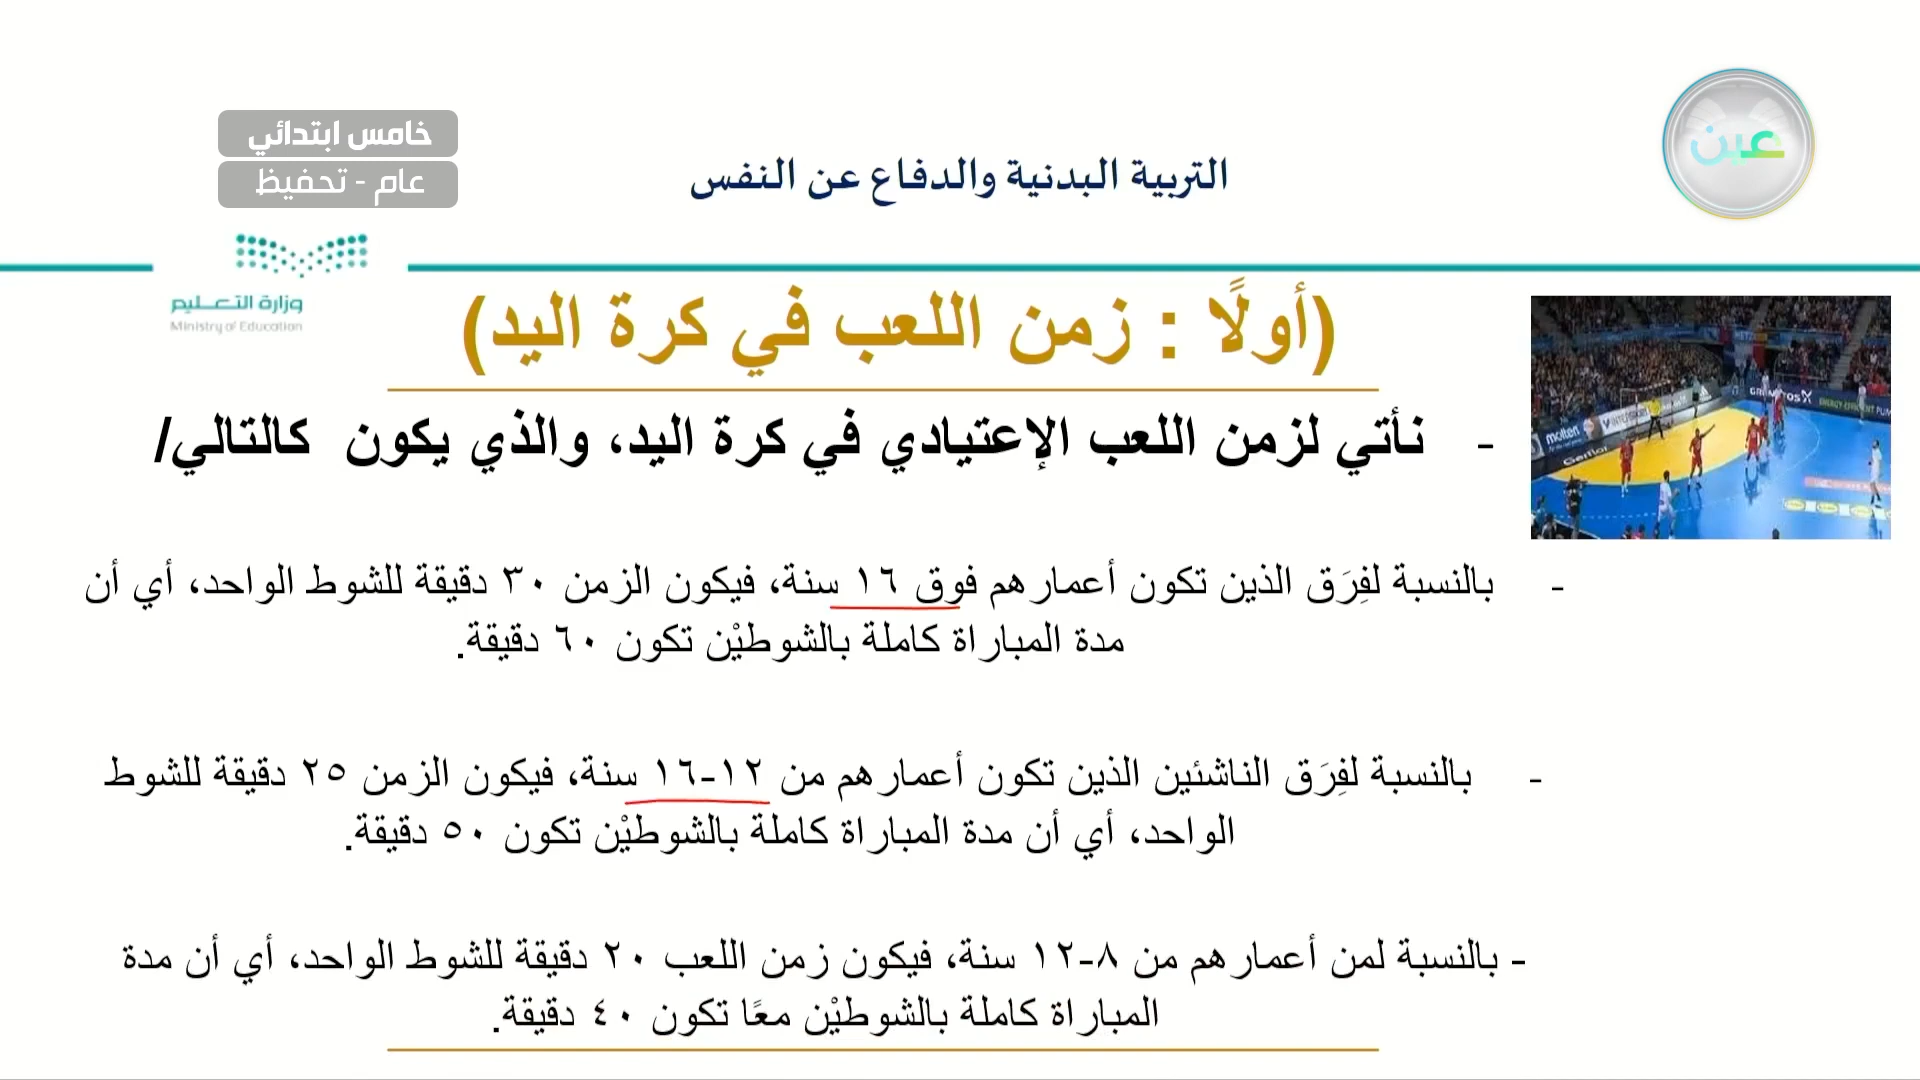 خامس ابتدائي
عام - تحفيظ
التربية البدنية والدفاع عن النفس
عين
وزارة التعليم
Ministry of Education
(أولًا : زمن اللعب في كرة اليد)
- نأتي لزمن اللعب الإعتيادي في كرة اليد، والذي يكون كالتالي/
- بالنسبة لفِرَق الذين تكون أعمارهم فوق ١٦ سنة، فيكون الزمن ٣٠ دقيقة للشوط الواحد، أي أن
مدة المباراة كاملة بالشوطيْن تكون ٦٠ دقيقة.
- بالنسبة لفِرَق الناشئين الذين تكون أعمارهم من ١٢-١٦ سنة، فيكون الزمن ٢٥ دقيقة للشوط
الواحد، أي أن مدة المباراة كاملة بالشوطيْن تكون ٥٠ دقيقة.
- بالنسبة لمن أعمارهم من ٨-١٢ سنة، فيكون زمن اللعب ٢٠ دقيقة للشوط الواحد، أي أن مدة
المباراة كاملة بالشوطيْن معًا تكون ٤٠ دقيقة.
molten
Gerflor